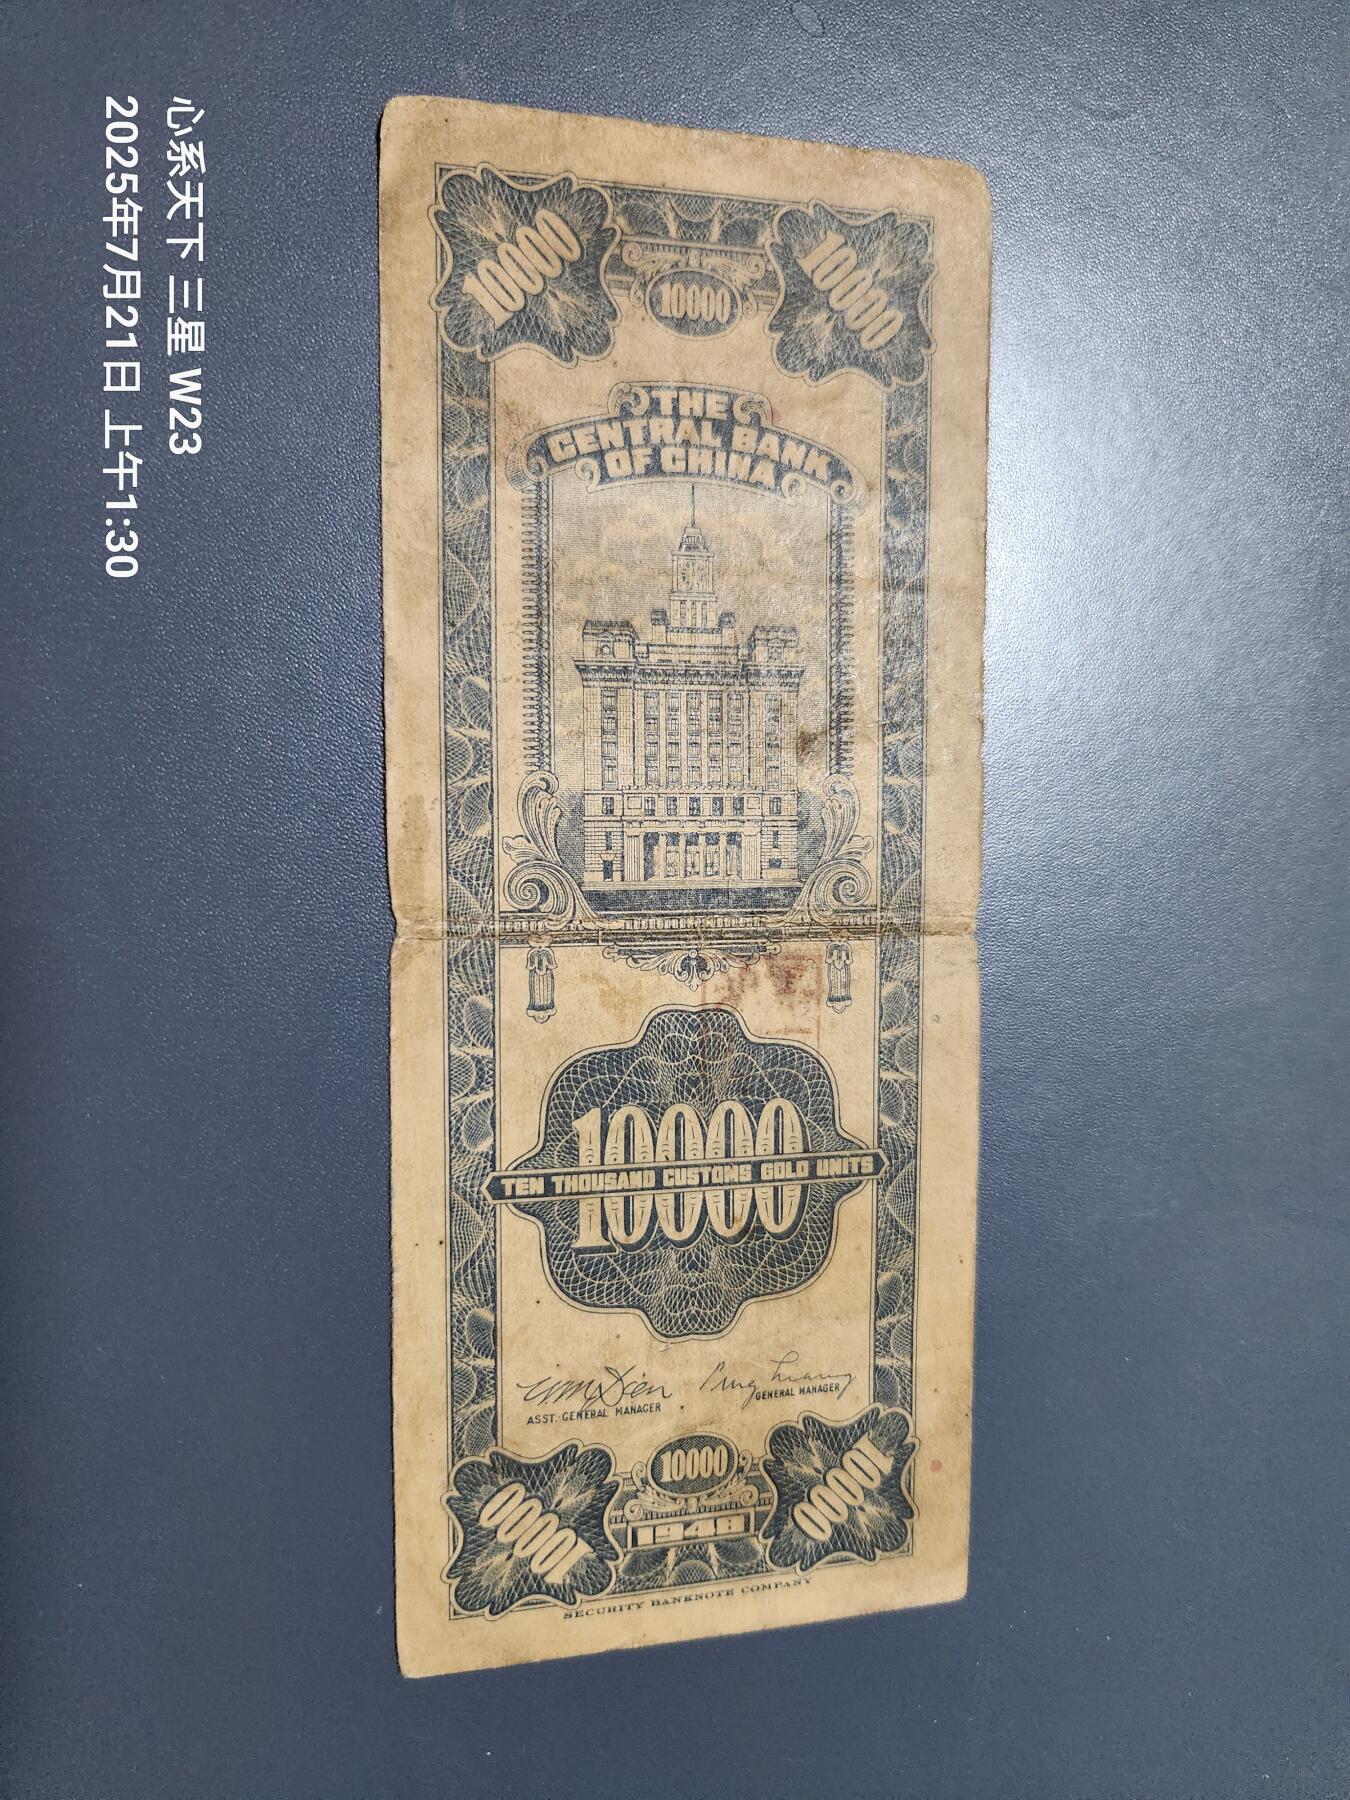 心系天下 三星 W23
2025年7月21日 上午1:30
10000
10000
10000
THE
CENTRAL BANK
OF CHINA
10000
TEN THOUSAND CUSTOMS GOLD UNITS
ASST. GENERAL MANAGER
GENERAL MANAGER
10000
10000
10000
1948
SECURITY BANKNOTE COMPANY